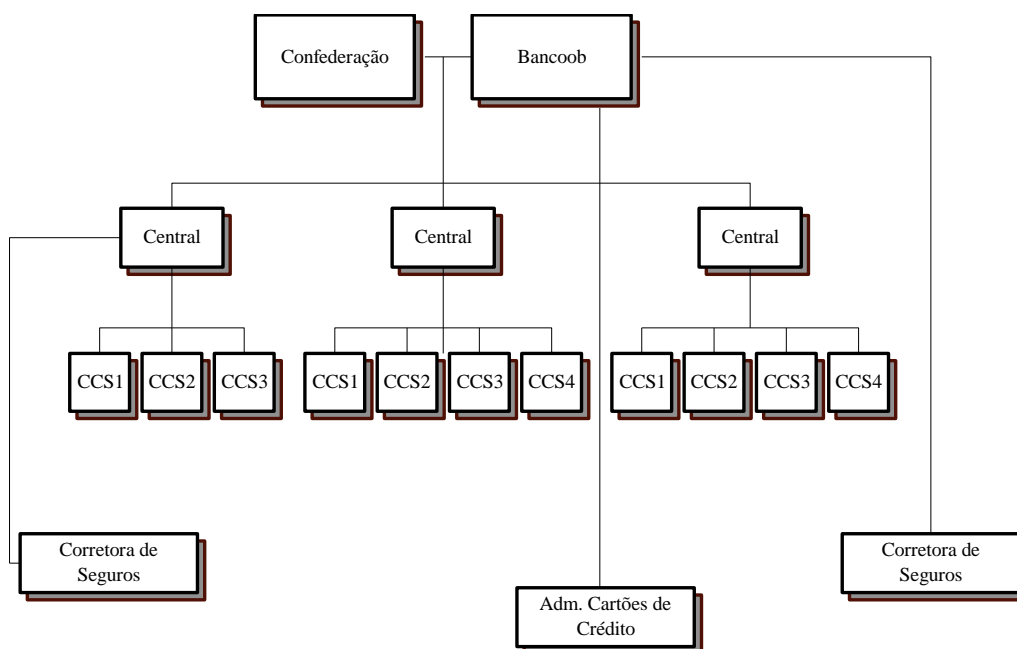 Confederação
Bancoob
Central
Central
Central
CCS1
CCS2
CCS3
CCS1
CCS2
CCS3
CCS4
CCS1
CCS2
CCS3
CCS4
Corretora de
Seguros
Corretora de
Seguros
Adm. Cartões de
Crédito